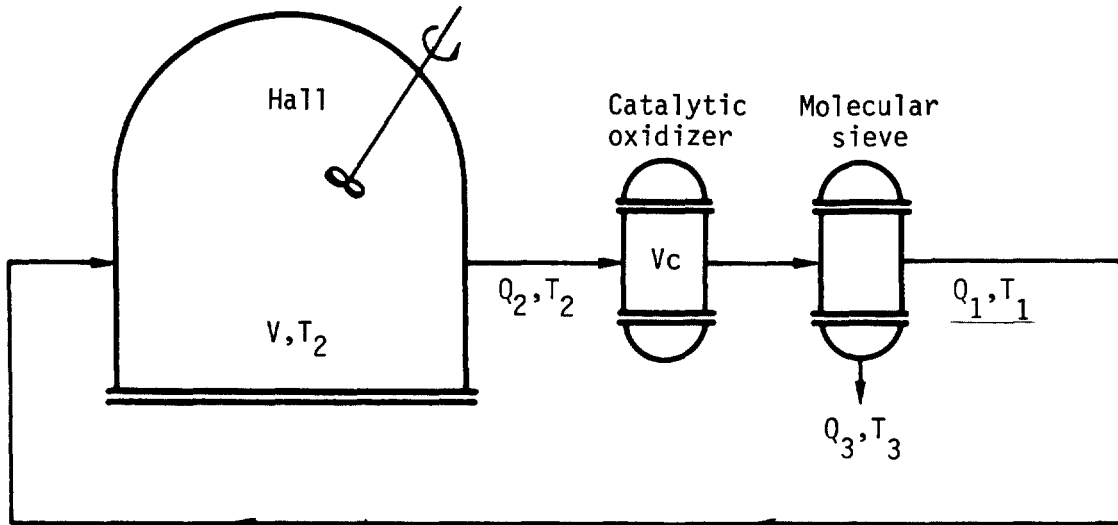 Hall
Catalytic
oxidizer
Molecular
sieve
Vc
Q₂,T₂
Q₁,T₁
V,T₂
Q₃,T₃